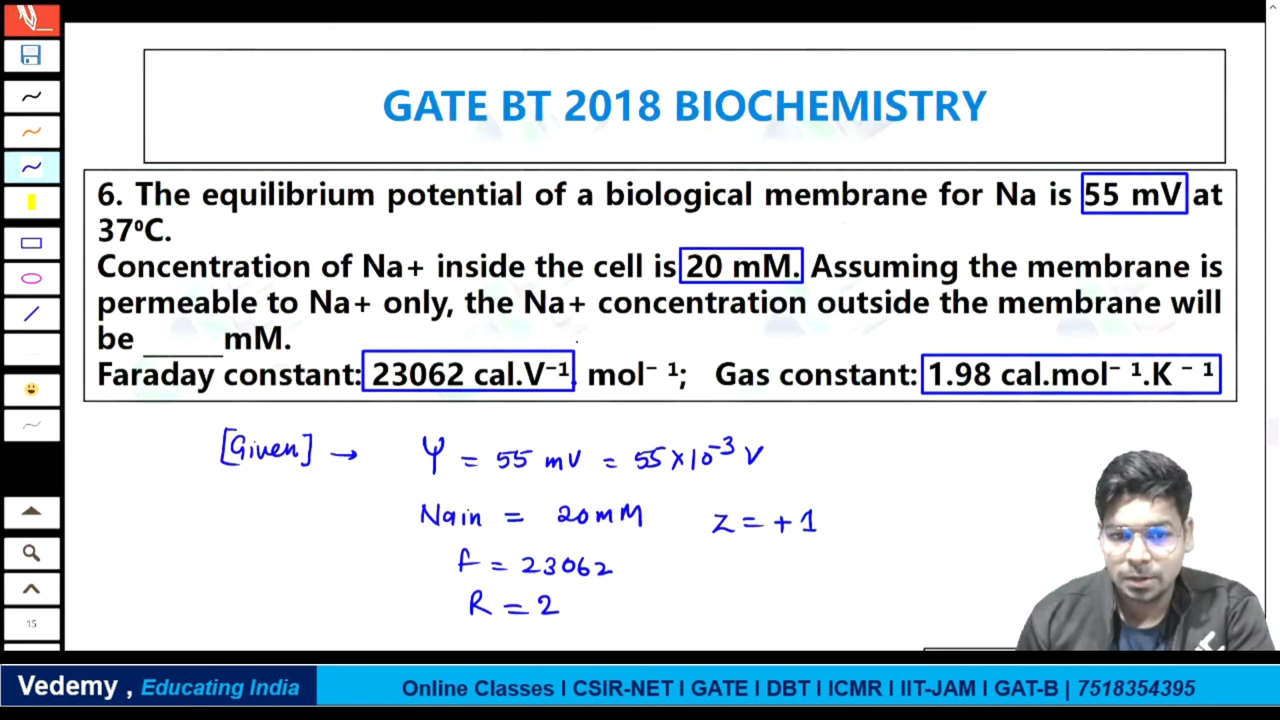 GATE BT 2018 BIOCHEMISTRY
6. The equilibrium potential of a biological membrane for Na is 55 mV at
37⁰C.
Concentration of Na+ inside the cell is 20 mM. Assuming the membrane is
permeable to Na+ only, the Na+ concentration outside the membrane will
be _____mM.
Faraday constant: 23062 cal.V⁻¹. mol⁻ ¹; Gas constant: 1.98 cal.mol⁻ ¹.K ⁻ ¹
[Given] → Ψ = 55 mV = 55×10⁻³ V
Nain = 20mM z = +1
F = 23062
R = 2
15
Vedemy , Educating India
Online Classes I CSIR-NET I GATE I DBT I ICMR I IIT-JAM I GAT-B | 7518354395